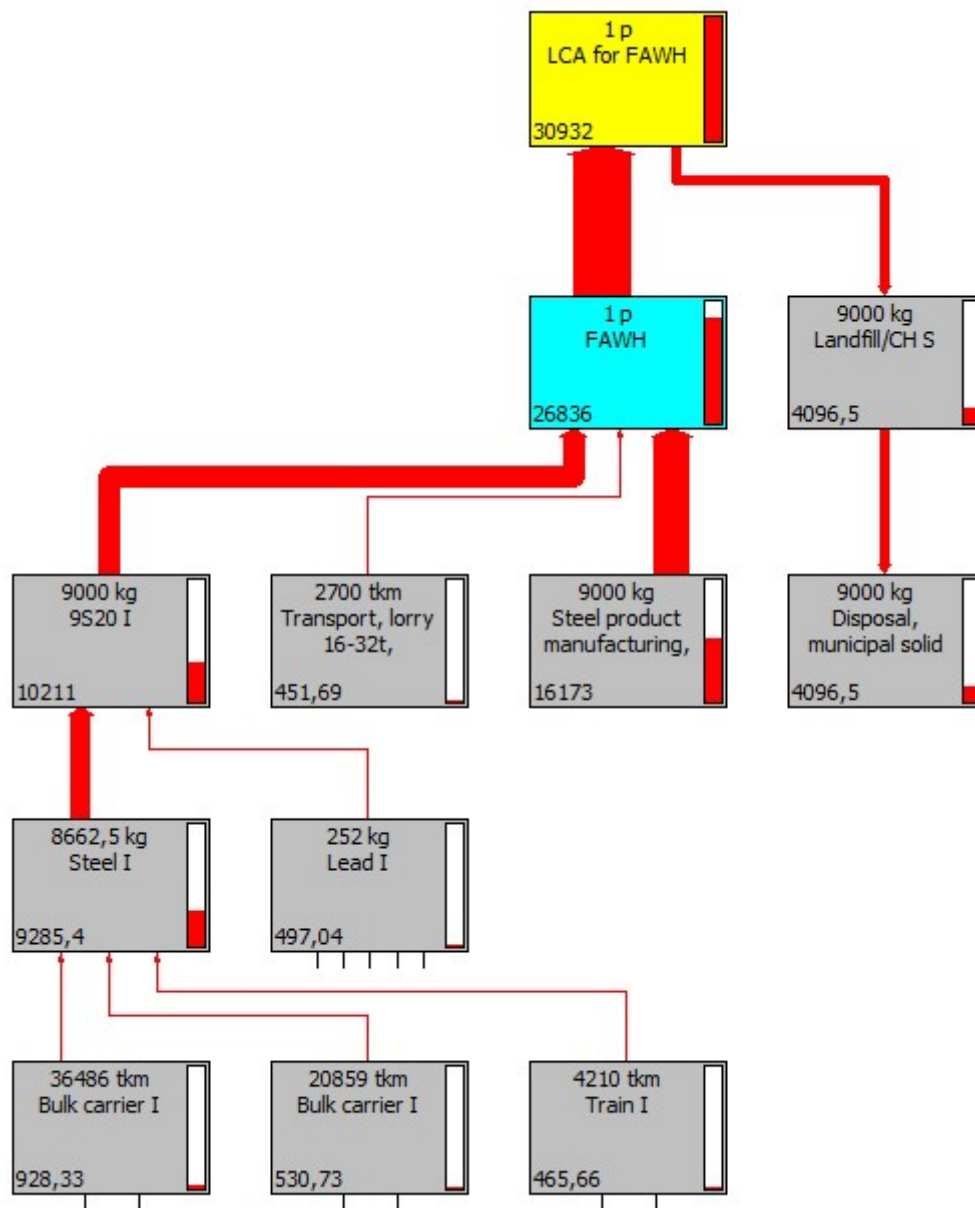 1 p
LCA for FAWH
30932
1 p
FAWH
26836
9000 kg
Landfill/CH S
4096,5
9000 kg
9S20 I
10211
2700 tkm
Transport, lorry
16-32t,
451,69
9000 kg
Steel product
manufacturing,
16173
9000 kg
Disposal,
municipal solid
4096,5
8662,5 kg
Steel I
9285,4
252 kg
Lead I
497,04
36486 tkm
Bulk carrier I
928,33
20859 tkm
Bulk carrier I
530,73
4210 tkm
Train I
465,66